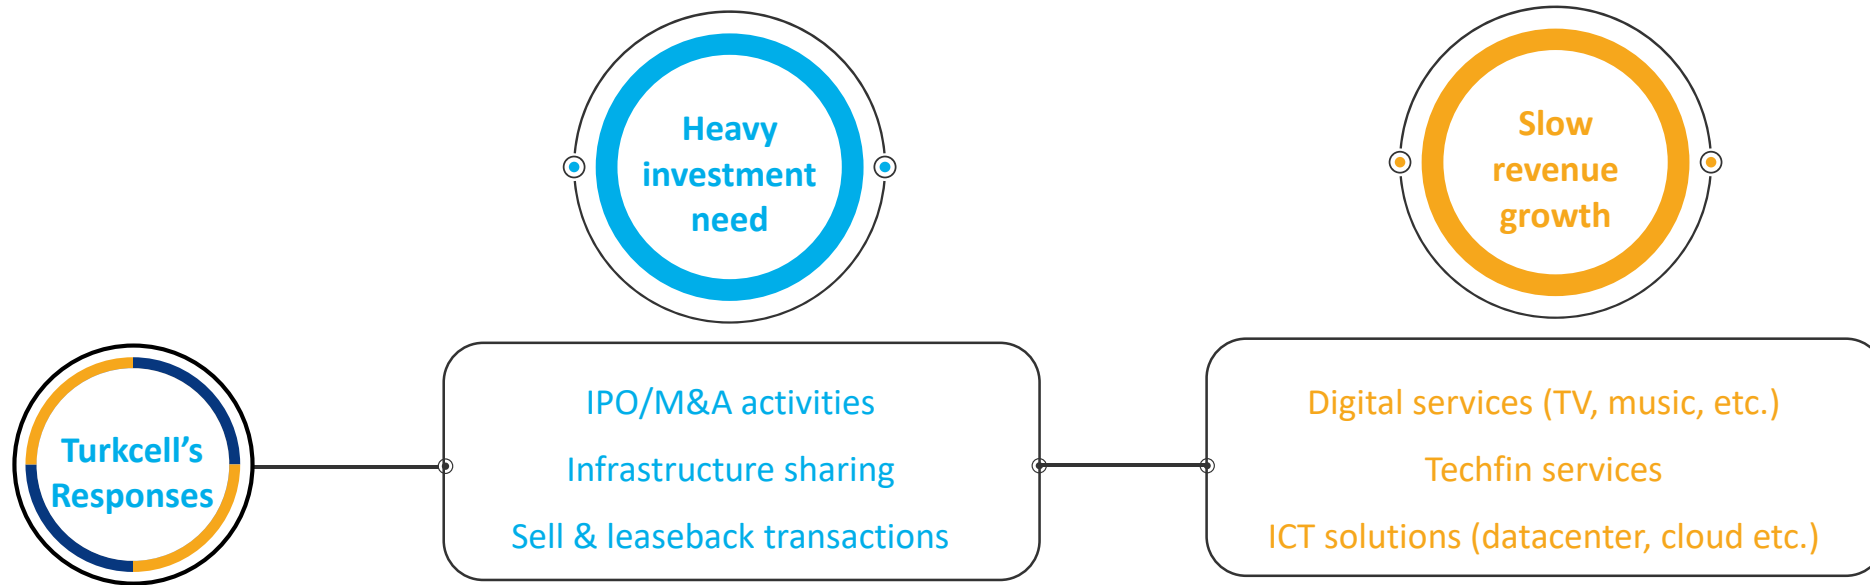 Heavy
investment
need
Slow
revenue
growth
Turkcell’s
Responses
IPO/M&A activities
Infrastructure sharing
Sell & leaseback transactions
Digital services (TV, music, etc.)
Techfin services
ICT solutions (datacenter, cloud etc.)